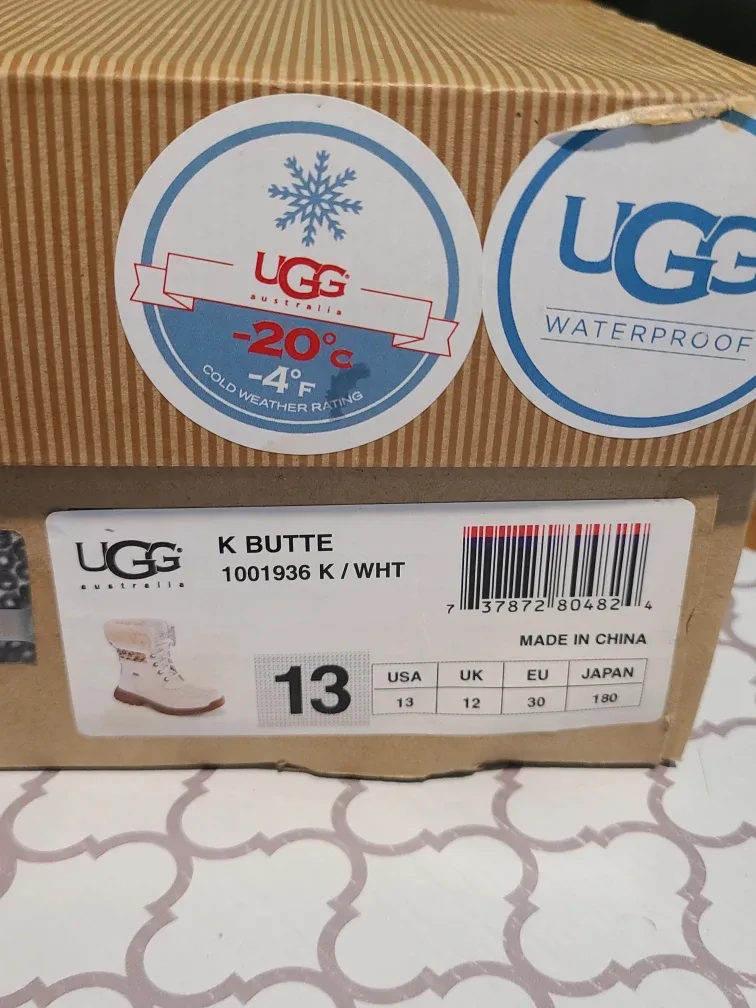 UGG
australia
-20°C
-4°F
COLD WEATHER RATING
UGG
WATERPROOF
UGG
australia
K BUTTE
1001936 K / WHT
7 37872 80482 4
MADE IN CHINA
13
USA UK EU JAPAN
13 12 30 180